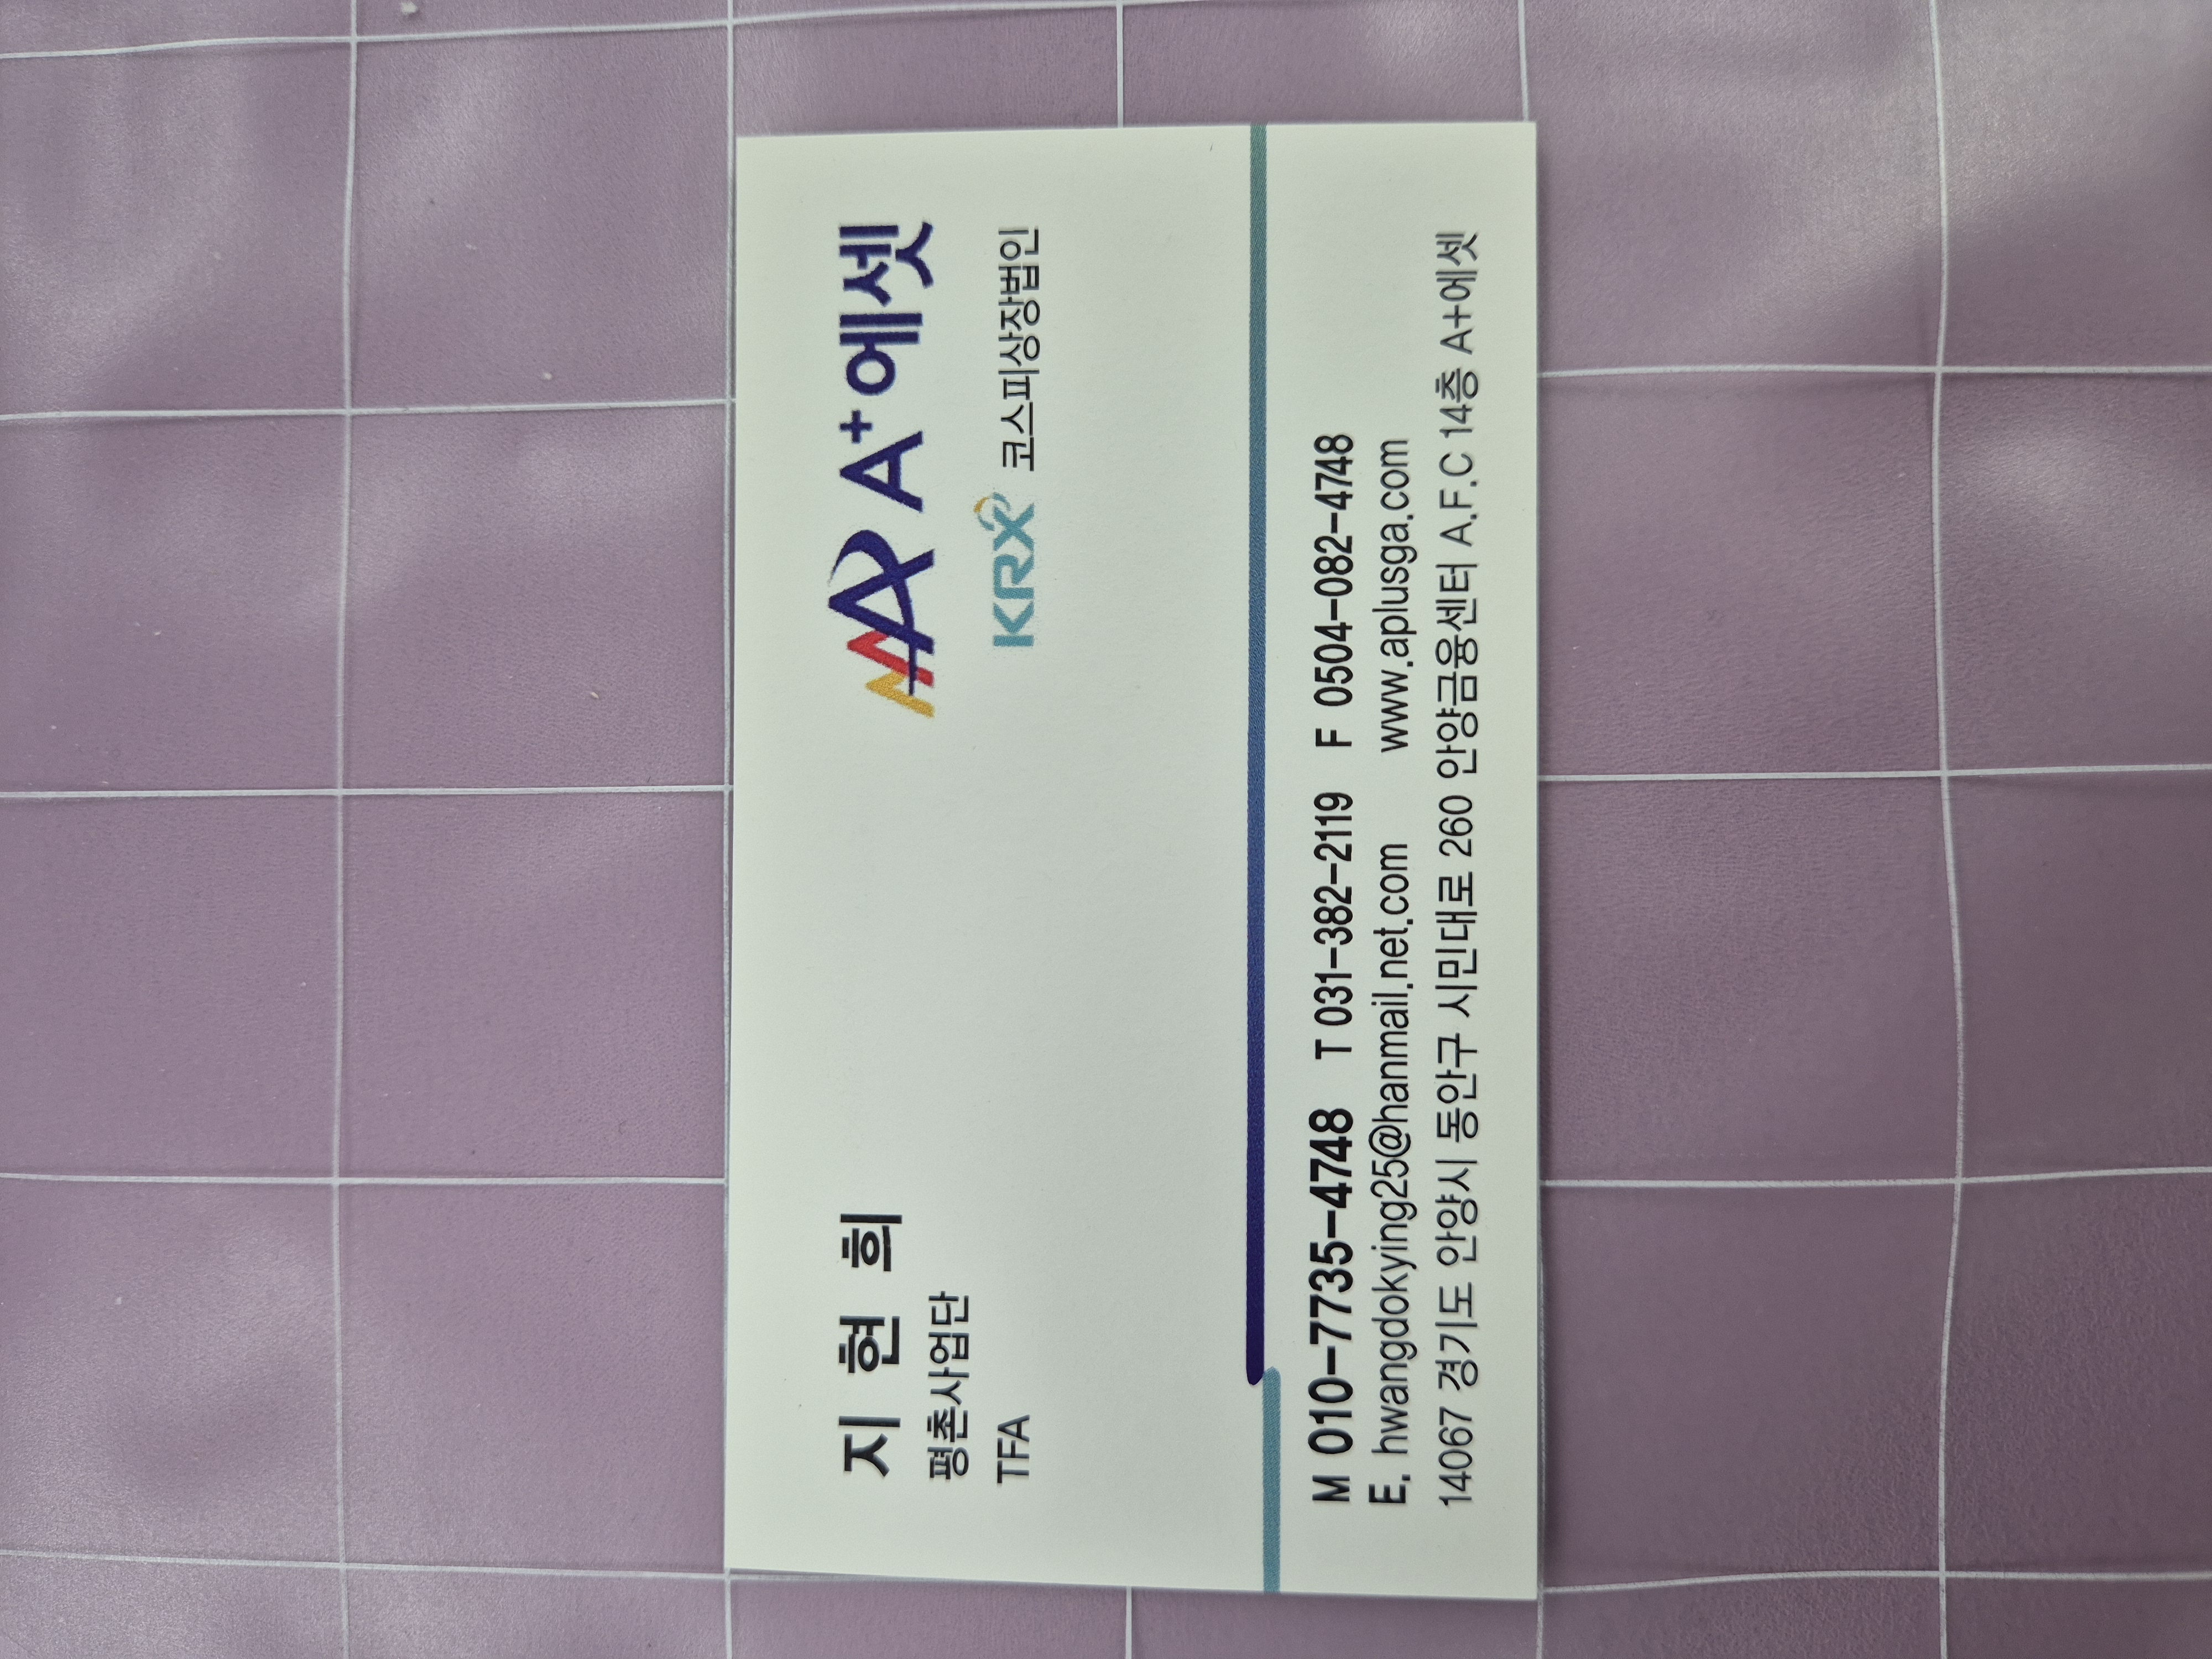 지 현 희
평촌사업단
TFA
A+에셋
KRX 코스피상장법인
M 010-7735-4748 T 031-382-2119 F 0504-082-4748
E. hwangdokying25@hanmail.net.com www.aplusga.com
14067 경기도 안양시 동안구 시민대로 260 안양금융센터 A.F.C 14층 A+에셋